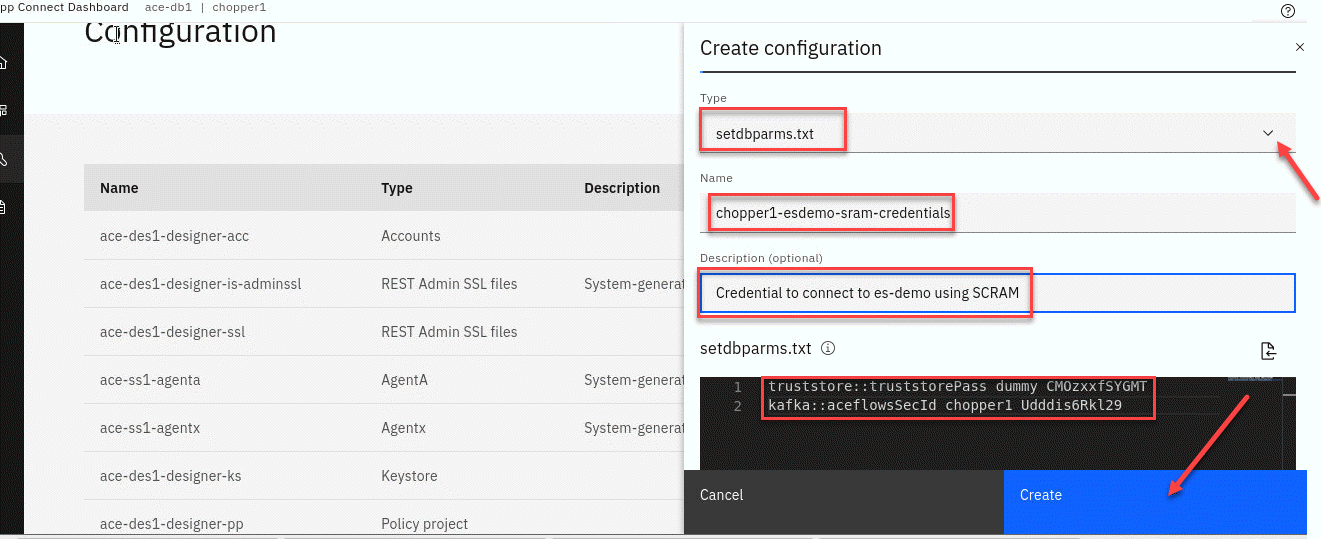 pp Connect Dashboard ace-db1 | chopper1
Configuration
Name Type Description
ace-des1-designer-acc Accounts
ace-des1-designer-is-adminssl REST Admin SSL files System-generat
ace-des1-designer-ssl REST Admin SSL files
ace-ss1-agenta AgentA System-generat
ace-ss1-agentx Agentx System-generat
ace-des1-designer-ks Keystore
ace-des1-designer-pp Policy project
Create configuration
Type
setdbparms.txt
Name
chopper1-esdemo-sram-credentials
Description (optional)
Credential to connect to es-demo using SCRAM
setdbparms.txt
1 truststore::truststorePass dummy CMOzxxfSYGMT
2 kafka::aceflowsSecId chopper1 Udddis6Rkl29
Cancel
Create